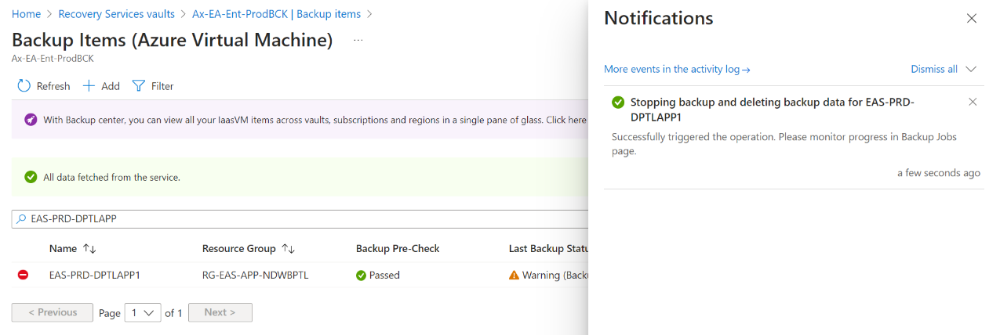 Home > Recovery Services vaults > Ax-EA-Ent-ProdBCK | Backup items >
Backup Items (Azure Virtual Machine) ...
Ax-EA-Ent-ProdBCK
Refresh + Add Filter
With Backup center, you can view all your IaasVM items across vaults, subscriptions and regions in a single pane of glass. Click here
All data fetched from the service.
EAS-PRD-DPTLAPP
Name ↑↓ Resource Group ↑↓ Backup Pre-Check Last Backup Statu
EAS-PRD-DPTLAPP1 RG-EAS-APP-NDWBPTL Passed Warning (Back
< Previous Page 1 of 1 Next >
Notifications
More events in the activity log → Dismiss all
Stopping backup and deleting backup data for EAS-PRD-
DPTLAPP1
Successfully triggered the operation. Please monitor progress in Backup Jobs
page.
a few seconds ago